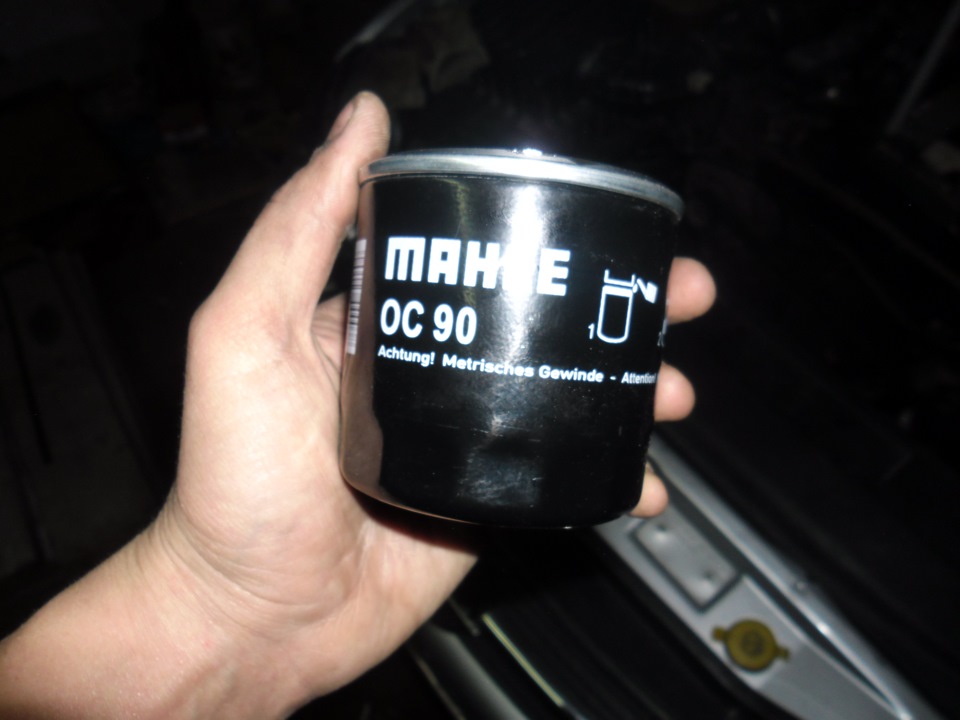 MAHLE
OC 90
Achtung! Metrisches Gewinde - Attention!
1